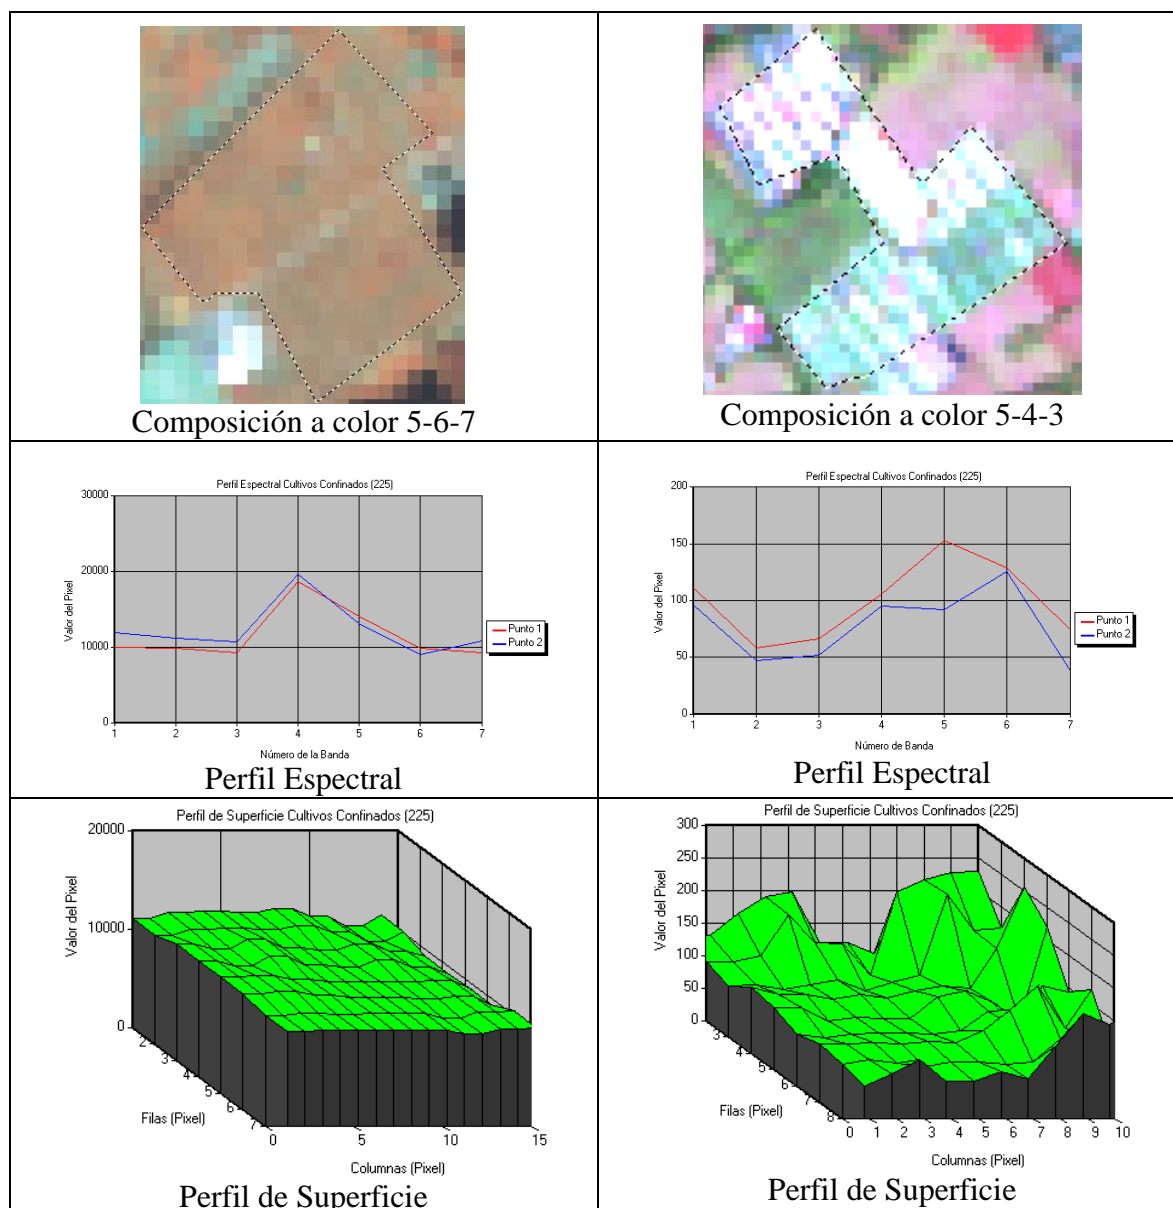 Composición a color 5-6-7
Composición a color 5-4-3
Perfil Espectral Cultivos Confinados (225)
30000
20000
10000
0
Valor del Pixel
1 2 3 4 5 6 7
Número de la Banda
Punto 1
Punto 2
Perfil Espectral
Perfil Espectral Cultivos Confinados (225)
200
150
100
50
0
Valor del Pixel
1 2 3 4 5 6 7
Número de Banda
Punto 1
Punto 2
Perfil Espectral
Perfil de Superficie Cultivos Confinados (225)
20000
10000
0
Valor del Pixel
2
3
4
5
6
7
Filas (Pixel)
0 5 10 15
Columnas (Pixel)
Perfil de Superficie
Perfil de Superficie Cultivos Confinados (225)
300
250
200
150
100
50
0
Valor del Pixel
3
4
5
6
7
8
Filas (Pixel)
0 1 2 3 4 5 6 7 8 9 10
Columnas (Pixel)
Perfil de Superficie